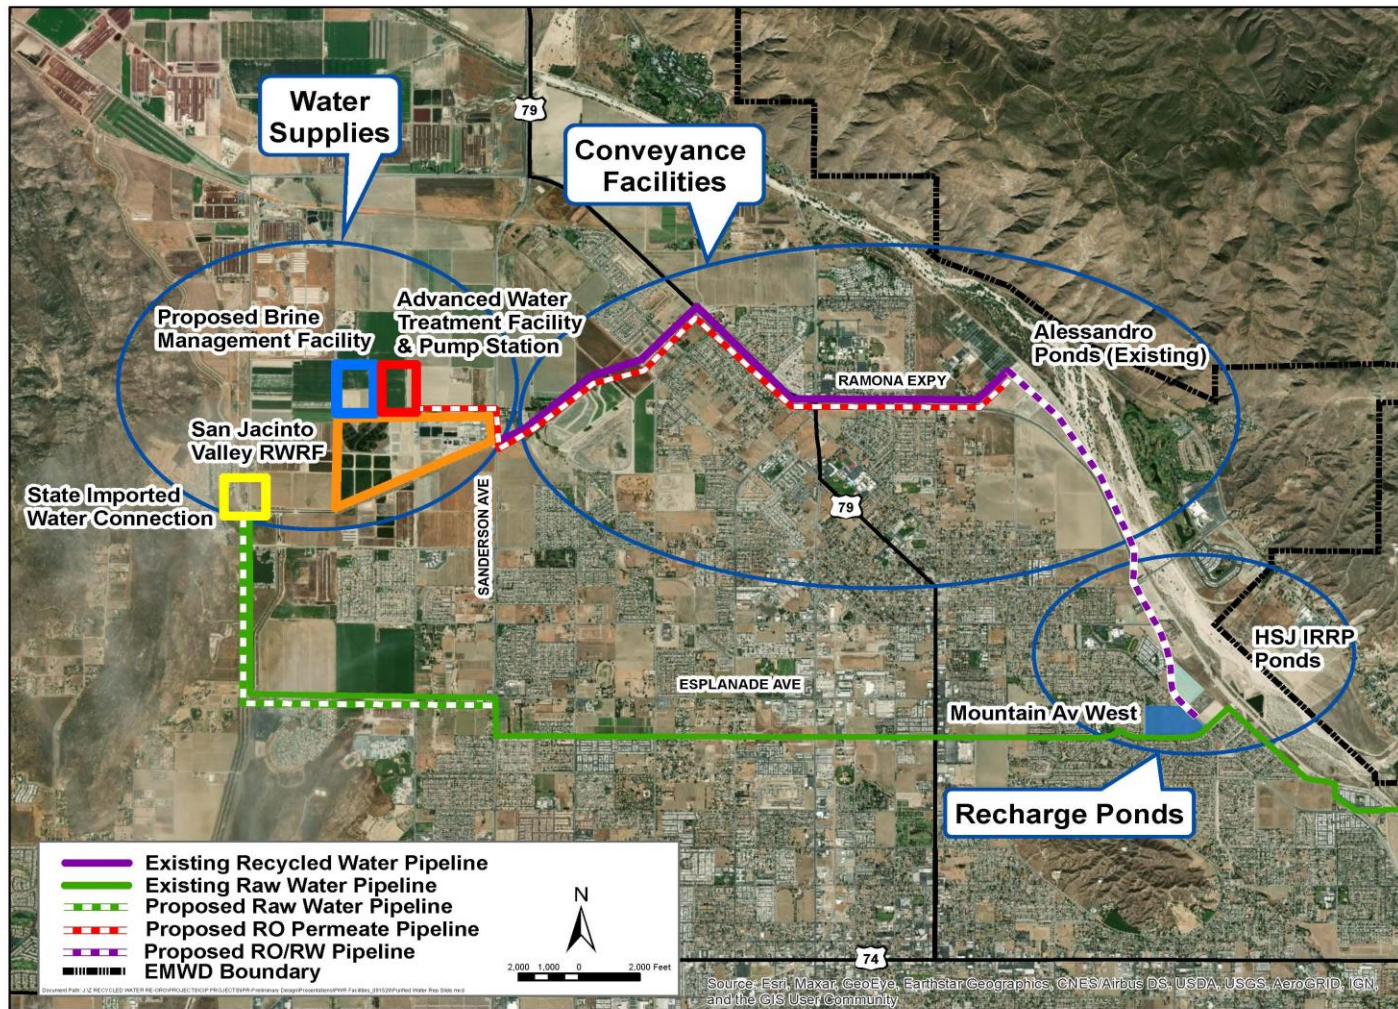 Water
Supplies
79
Conveyance
Facilities
Proposed Brine
Management Facility
Advanced Water
Treatment Facility
& Pump Station
Alessandro
Ponds (Existing)
RAMONA EXPY
San Jacinto
Valley RWRF
State Imported
Water Connection
SANDERSON AVE
79
HSJ IRRP
Ponds
ESPLANADE AVE
Mountain Av West
Recharge Ponds
Existing Recycled Water Pipeline
Existing Raw Water Pipeline
Proposed Raw Water Pipeline
Proposed RO Permeate Pipeline
Proposed RO/RW Pipeline
EMWD Boundary
N
2,000 1,000 0 2,000 Feet
74
Source: Esri, Maxar, GeoEye, Earthstar Geographics, CNES/Airbus DS, USDA, USGS, AeroGRID, IGN,
and the GIS User Community